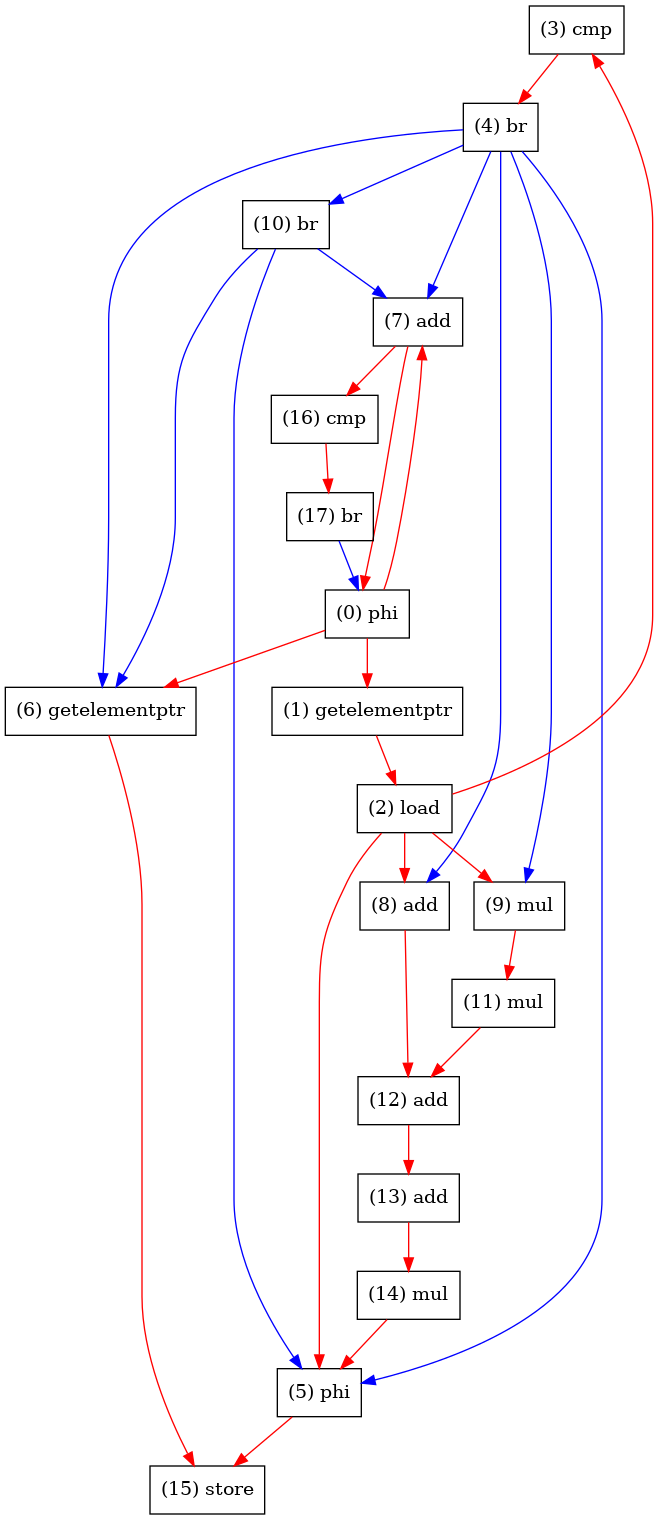 (3) cmp
(4) br
(10) br
(7) add
(16) cmp
(17) br
(0) phi
(6) getelementptr
(1) getelementptr
(2) load
(8) add
(9) mul
(11) mul
(12) add
(13) add
(14) mul
(5) phi
(15) store